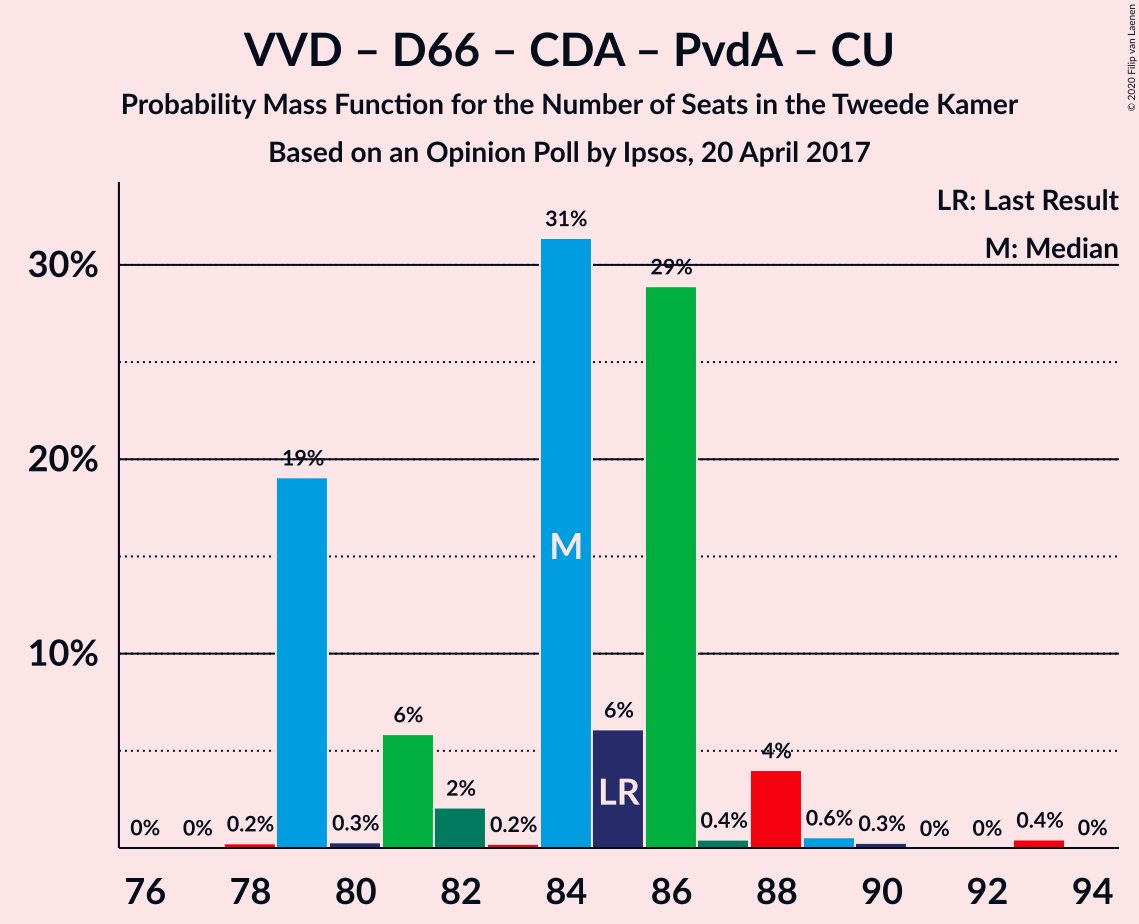 VVD – D66 – CDA – PvdA – CU
Probability Mass Function for the Number of Seats in the Tweede Kamer
Based on an Opinion Poll by Ipsos, 20 April 2017
© 2020 Filip van Laenen
LR: Last Result
M: Median
30%
20%
10%
0%
0%
0.2%
19%
0.3%
6%
2%
0.2%
31%
6%
29%
0.4%
4%
0.6%
0.3%
0%
0%
0.4%
0%
M
LR
76 78 80 82 84 86 88 90 92 94